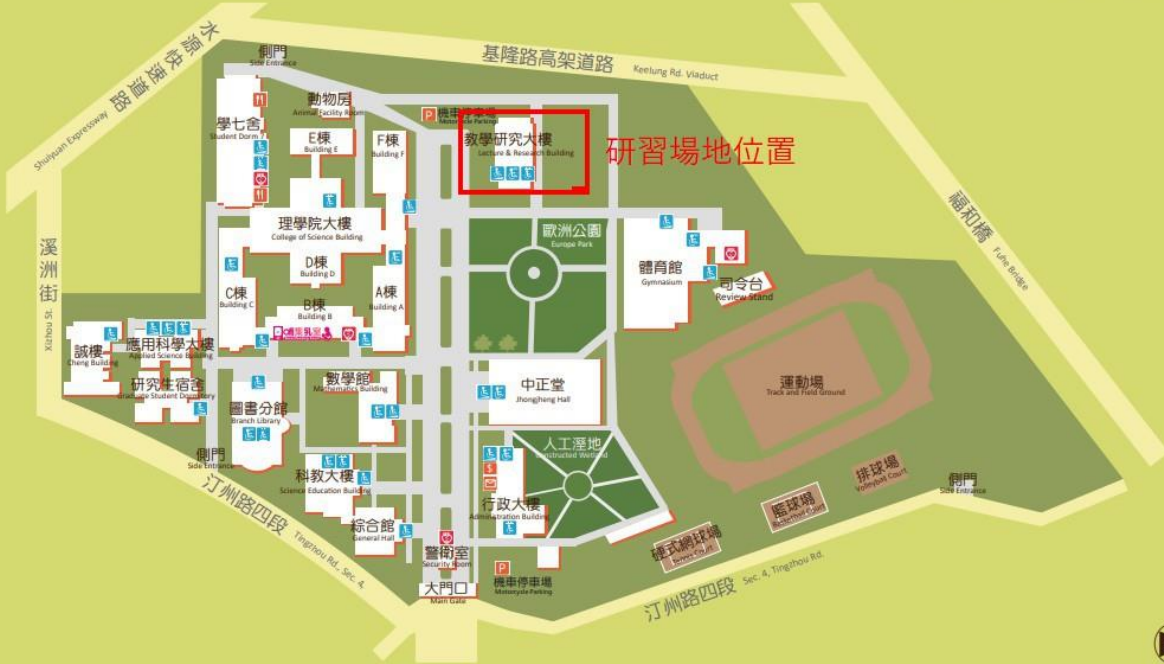 水源快速道路
Shuiyuan Expressway
側門
Side Entrance
基隆路高架道路
Keelung Rd. Viaduct
動物房
Animal Facility Room
學七舍
Student Dorm 7
E棟
Building E
F棟
Building F
P
機車停車場
Motorcycle Parking
教學研究大樓
Lecture & Research Building
研習場地位置
福和橋
Fuhe Bridge
理學院大樓
College of Science Building
歐洲公園
Europe Park
溪洲街
Xizhou St.
D棟
Building D
體育館
Gymnasium
司令台
Review Stand
C棟
Building C
B棟
Building B
A棟
Building A
誠樓
Cheng Building
應用科學大樓
Applied Science Building
研究生宿舍
Graduate Student Dormitory
數學館
Mathematics Building
中正堂
Jhongjheng Hall
運動場
Track and Field Ground
圖書分館
Branch Library
人工溼地
Constructed Wetland
側門
Side Entrance
科教大樓
Science Education Building
行政大樓
Administration Building
排球場
Volleyball Court
籃球場
Basketball Court
側門
Side Entrance
汀州路四段
Tingzhou Rd., Sec. 4,
綜合館
General Hall
硬式網球場
Tennis Court
警衛室
Security Room
P
機車停車場
Motorcycle Parking
大門口
Main Gate
汀州路四段
Sec. 4, Tingzhou Rd.